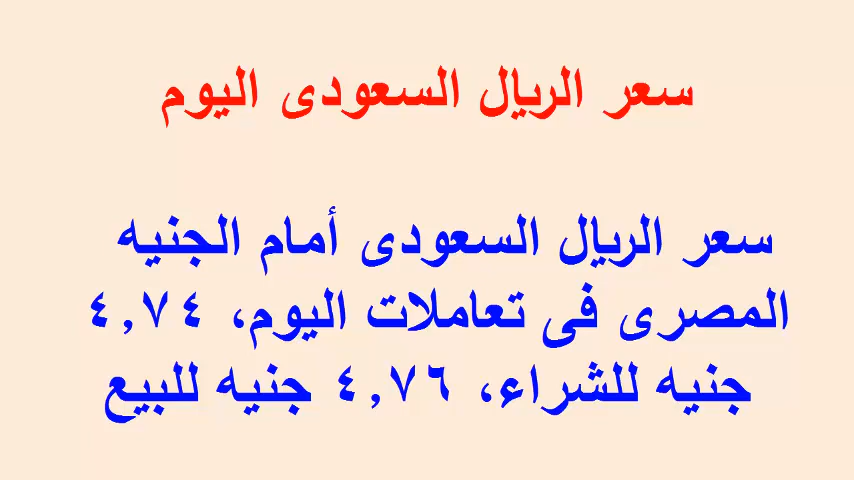 سعر الريال السعودى اليوم
سعر الريال السعودى أمام الجنيه
المصرى فى تعاملات اليوم، ٤,٧٤
جنيه للشراء، ٤,٧٦ جنيه للبيع